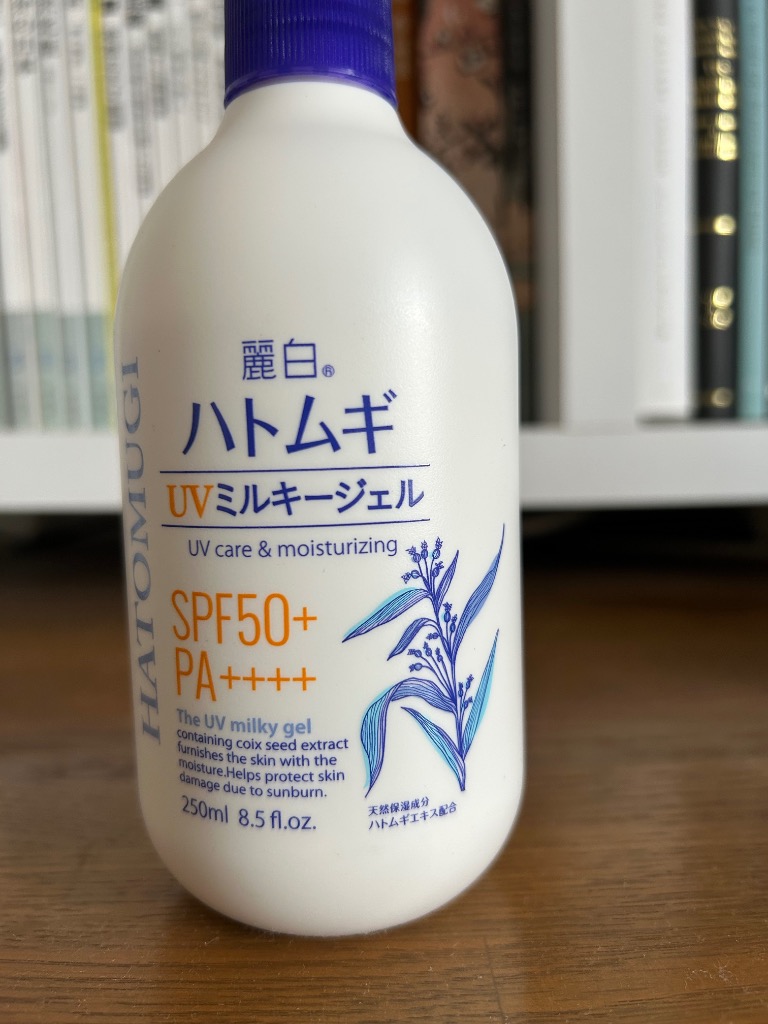 麗白®
ハトムギ
UVミルキージェル
UV care & moisturizing
SPF50+
PA++++
The UV milky gel
containing coix seed extract
furnishes the skin with the
moisture.Helps protect skin
damage due to sunburn.
250ml 8.5 fl.oz.
天然保湿成分
ハトムギエキス配合
HATOMUGI